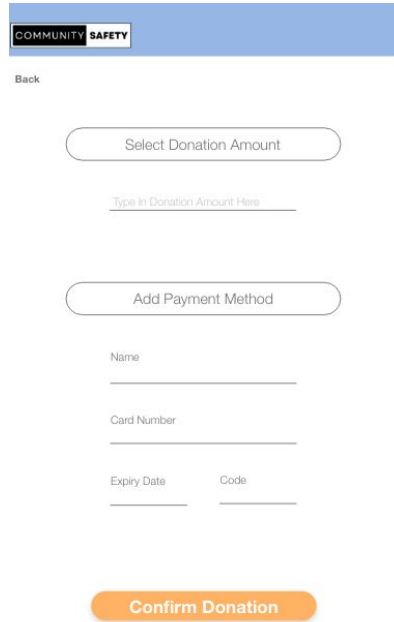 COMMUNITY SAFETY
Back
Select Donation Amount
Type In Donation Amount Here
Add Payment Method
Name
Card Number
Expiry Date Code
Confirm Donation